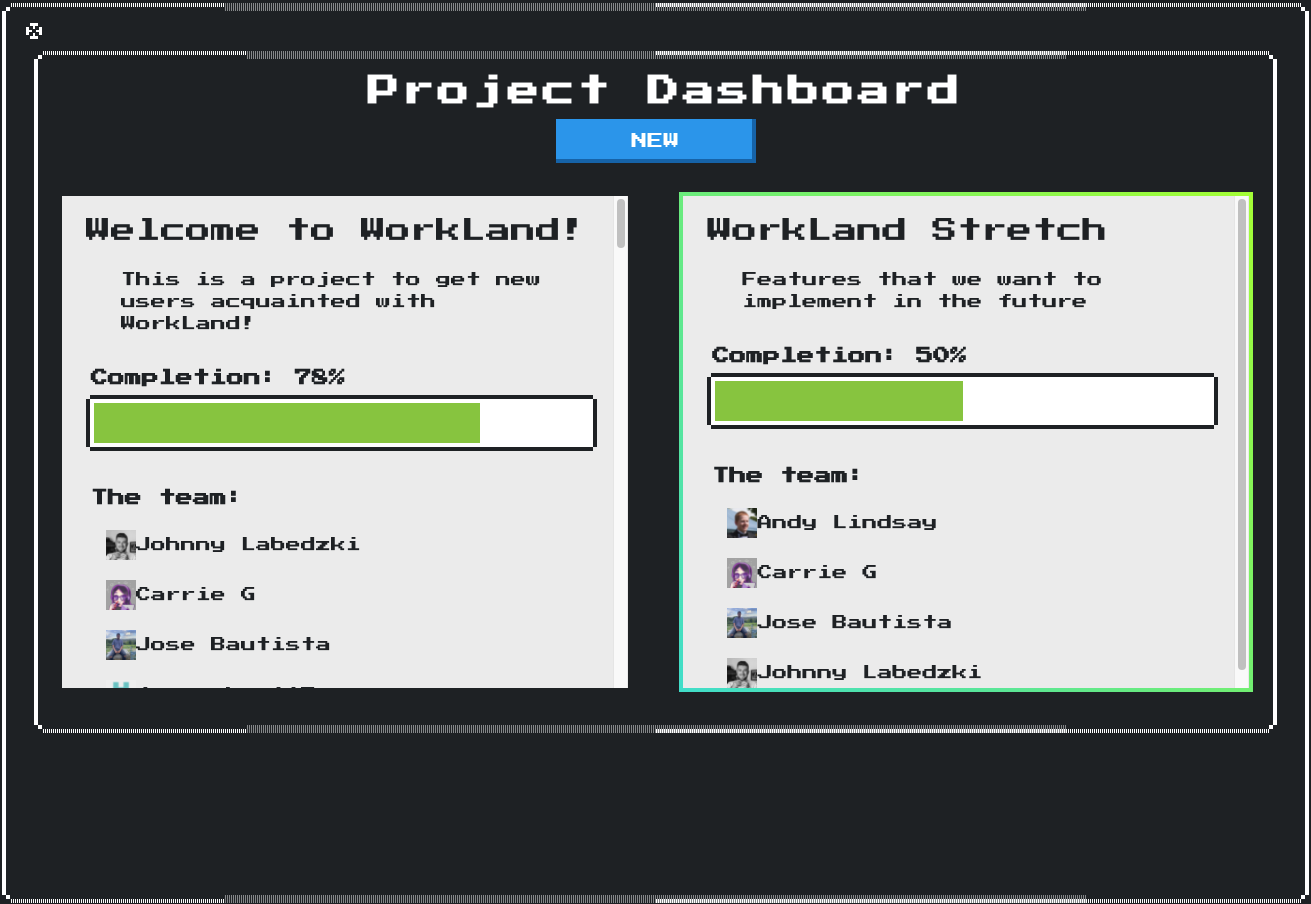 Project Dashboard
NEW
Welcome to WorkLand!
This is a project to get new
users acquainted with
WorkLand!
Completion: 78%
The team:
Johnny Labedzki
Carrie G
Jose Bautista
WorkLand Stretch
Features that we want to
implement in the future
Completion: 50%
The team:
Andy Lindsay
Carrie G
Jose Bautista
Johnny Labedzki